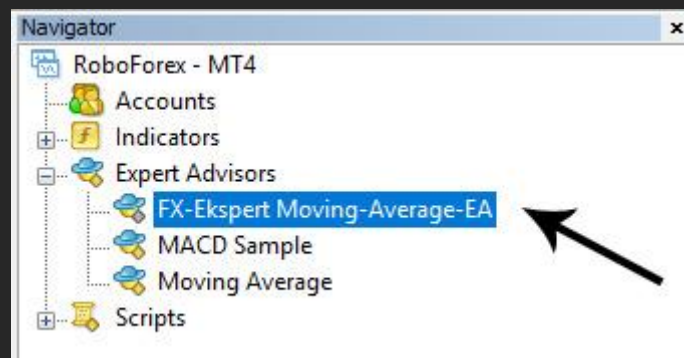 Navigator
RoboForex - MT4
Accounts
Indicators
Expert Advisors
FX-Ekspert Moving-Average-EA
MACD Sample
Moving Average
Scripts